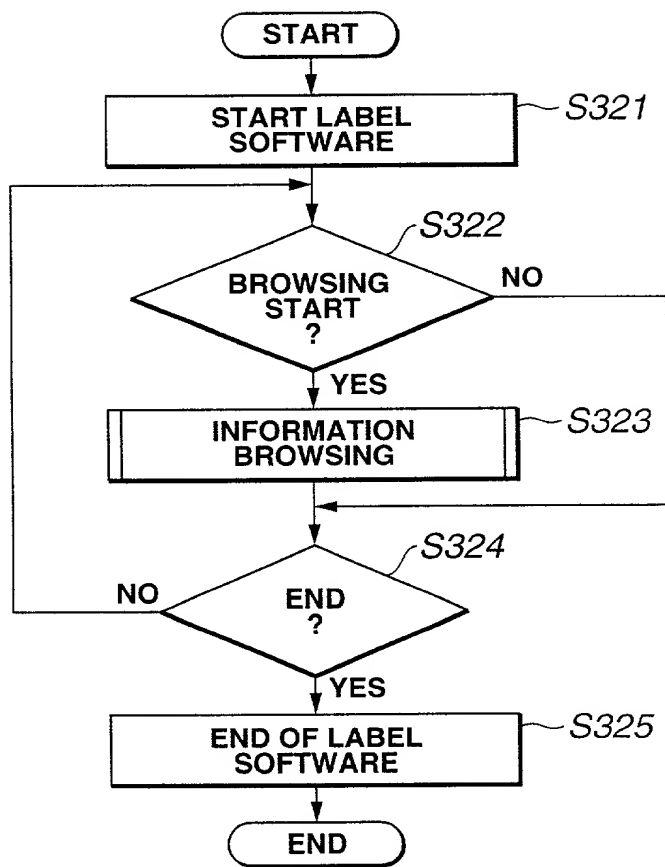 START
START LABEL
SOFTWARE
S321
S322
BROWSING
START
?
NO
YES
INFORMATION
BROWSING
S323
S324
NO
END
?
YES
END OF LABEL
SOFTWARE
S325
END